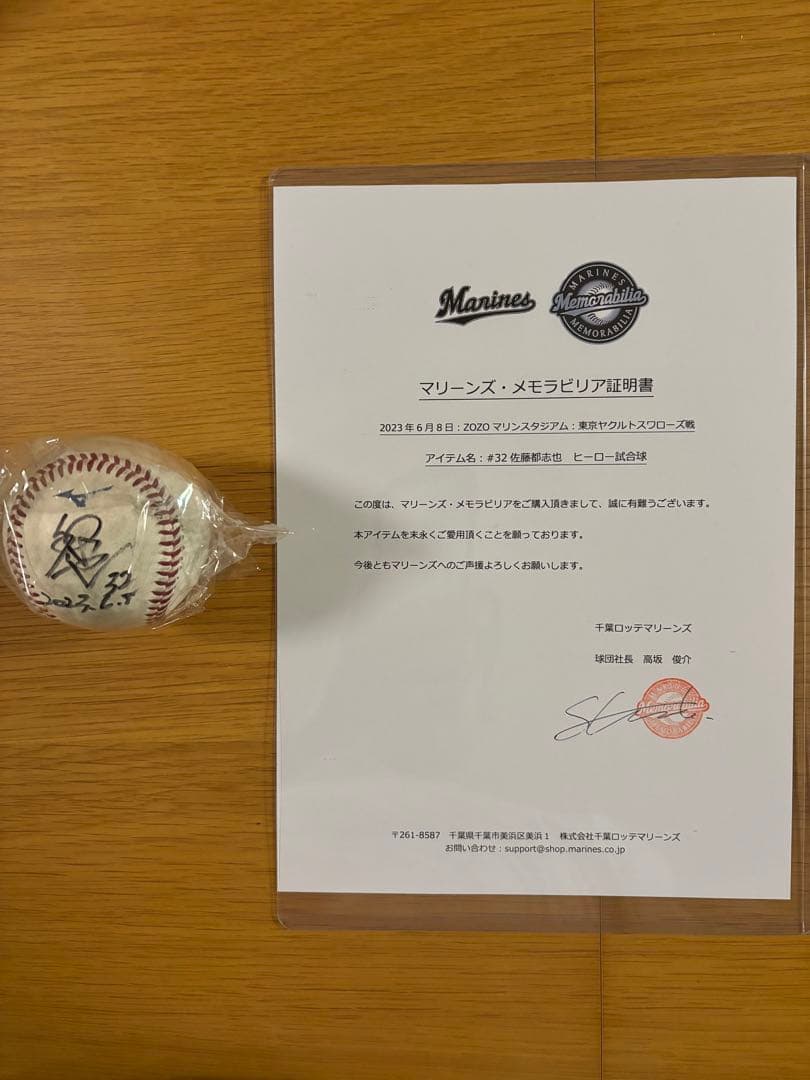 Marines
MARINES
Memorabilia
MEMORABILIA
マリーンズ・メモラビリア証明書
2023年6月8日:ZOZOマリンスタジアム:東京ヤクルトスワローズ戦
アイテム名:#32 佐藤都志也　ヒーロー試合球
この度は、マリーンズ・メモラビリアをご購入頂きまして、誠に有難うございます。
本アイテムを末永くご愛用頂くことを願っております。
今後ともマリーンズへのご声援よろしくお願いします。
千葉ロッテマリーンズ
球団社長　高坂　俊介
Memorabilia
〒261-8587　千葉県千葉市美浜区美浜1　株式会社千葉ロッテマリーンズ
お問い合わせ:support@shop.marines.co.jp
32
2023.